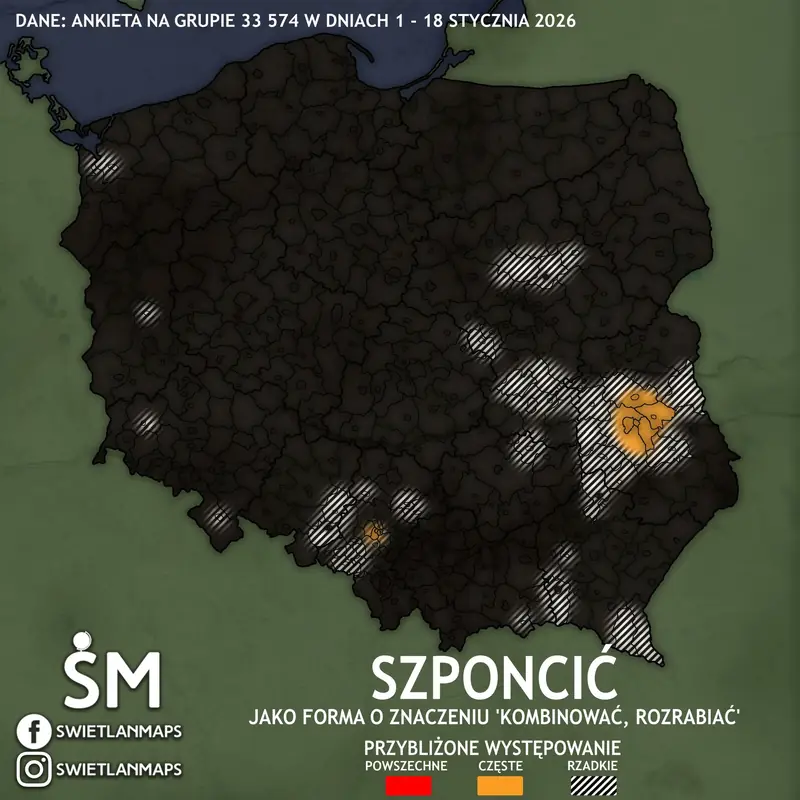 DANE: ANKIETA NA GRUPIE 33 574 W DNIACH 1 - 18 STYCZNIA 2026
ŚM
SWIETLANMAPS
SWIETLANMAPS
SZPONCIĆ
JAKO FORMA O ZNACZENIU 'KOMBINOWAĆ, ROZRABIAĆ'
PRZYBLIŻONE WYSTĘPOWANIE
POWSZECHNE CZĘSTE RZADKIE